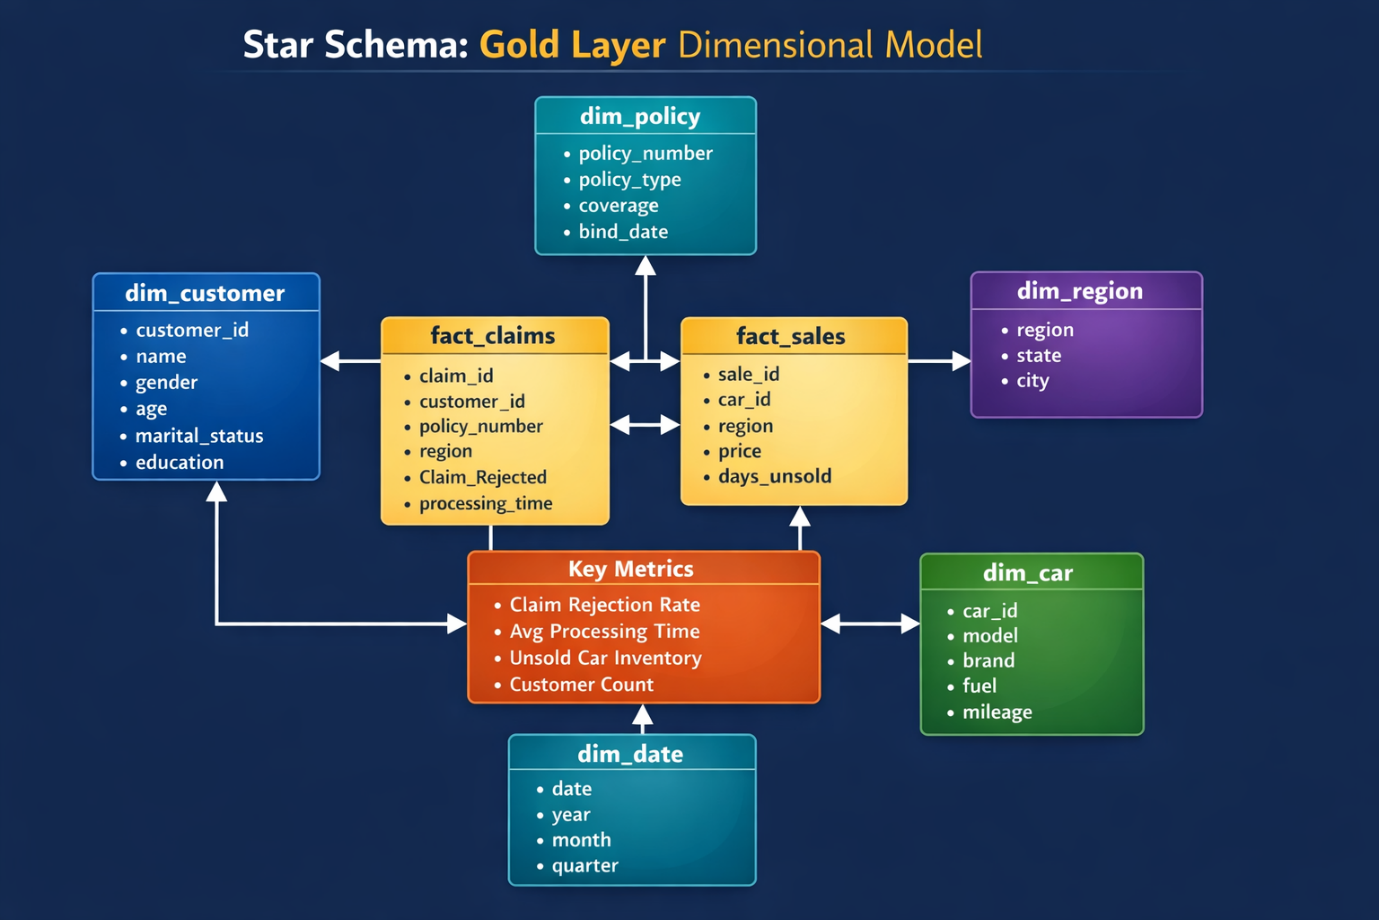 Star Schema: Gold Layer Dimensional Model
dim_policy
• policy_number
• policy_type
• coverage
• bind_date
dim_customer
• customer_id
• name
• gender
• age
• marital_status
• education
fact_claims
• claim_id
• customer_id
• policy_number
• region
• Claim_Rejected
• processing_time
fact_sales
• sale_id
• car_id
• region
• price
• days_unsold
dim_region
• region
• state
• city
Key Metrics
• Claim Rejection Rate
• Avg Processing Time
• Unsold Car Inventory
• Customer Count
dim_car
• car_id
• model
• brand
• fuel
• mileage
dim_date
• date
• year
• month
• quarter